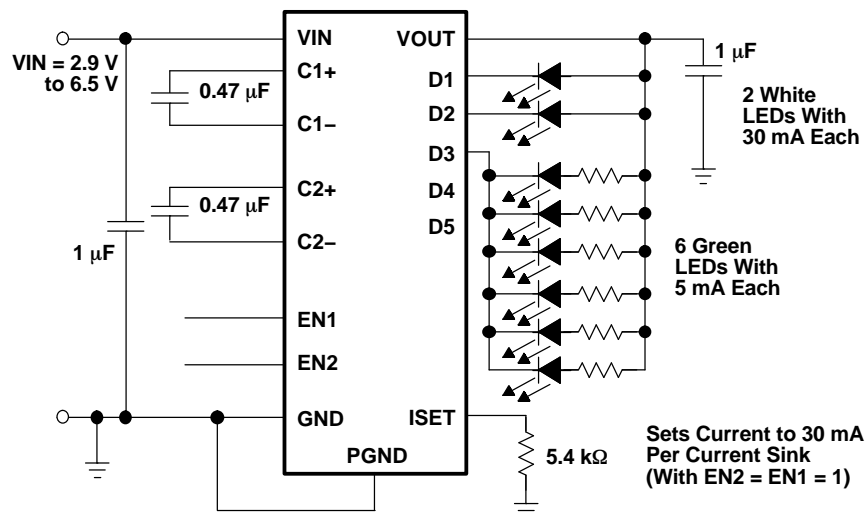 VIN
VOUT
VIN = 2.9 V
to 6.5 V
C1+
0.47 μF
C1–
D1
D2
D3
D4
D5
1 μF
2 White
LEDs With
30 mA Each
C2+
0.47 μF
C2–
1 μF
6 Green
LEDs With
5 mA Each
EN1
EN2
GND
ISET
PGND
5.4 kΩ
Sets Current to 30 mA
Per Current Sink
(With EN2 = EN1 = 1)